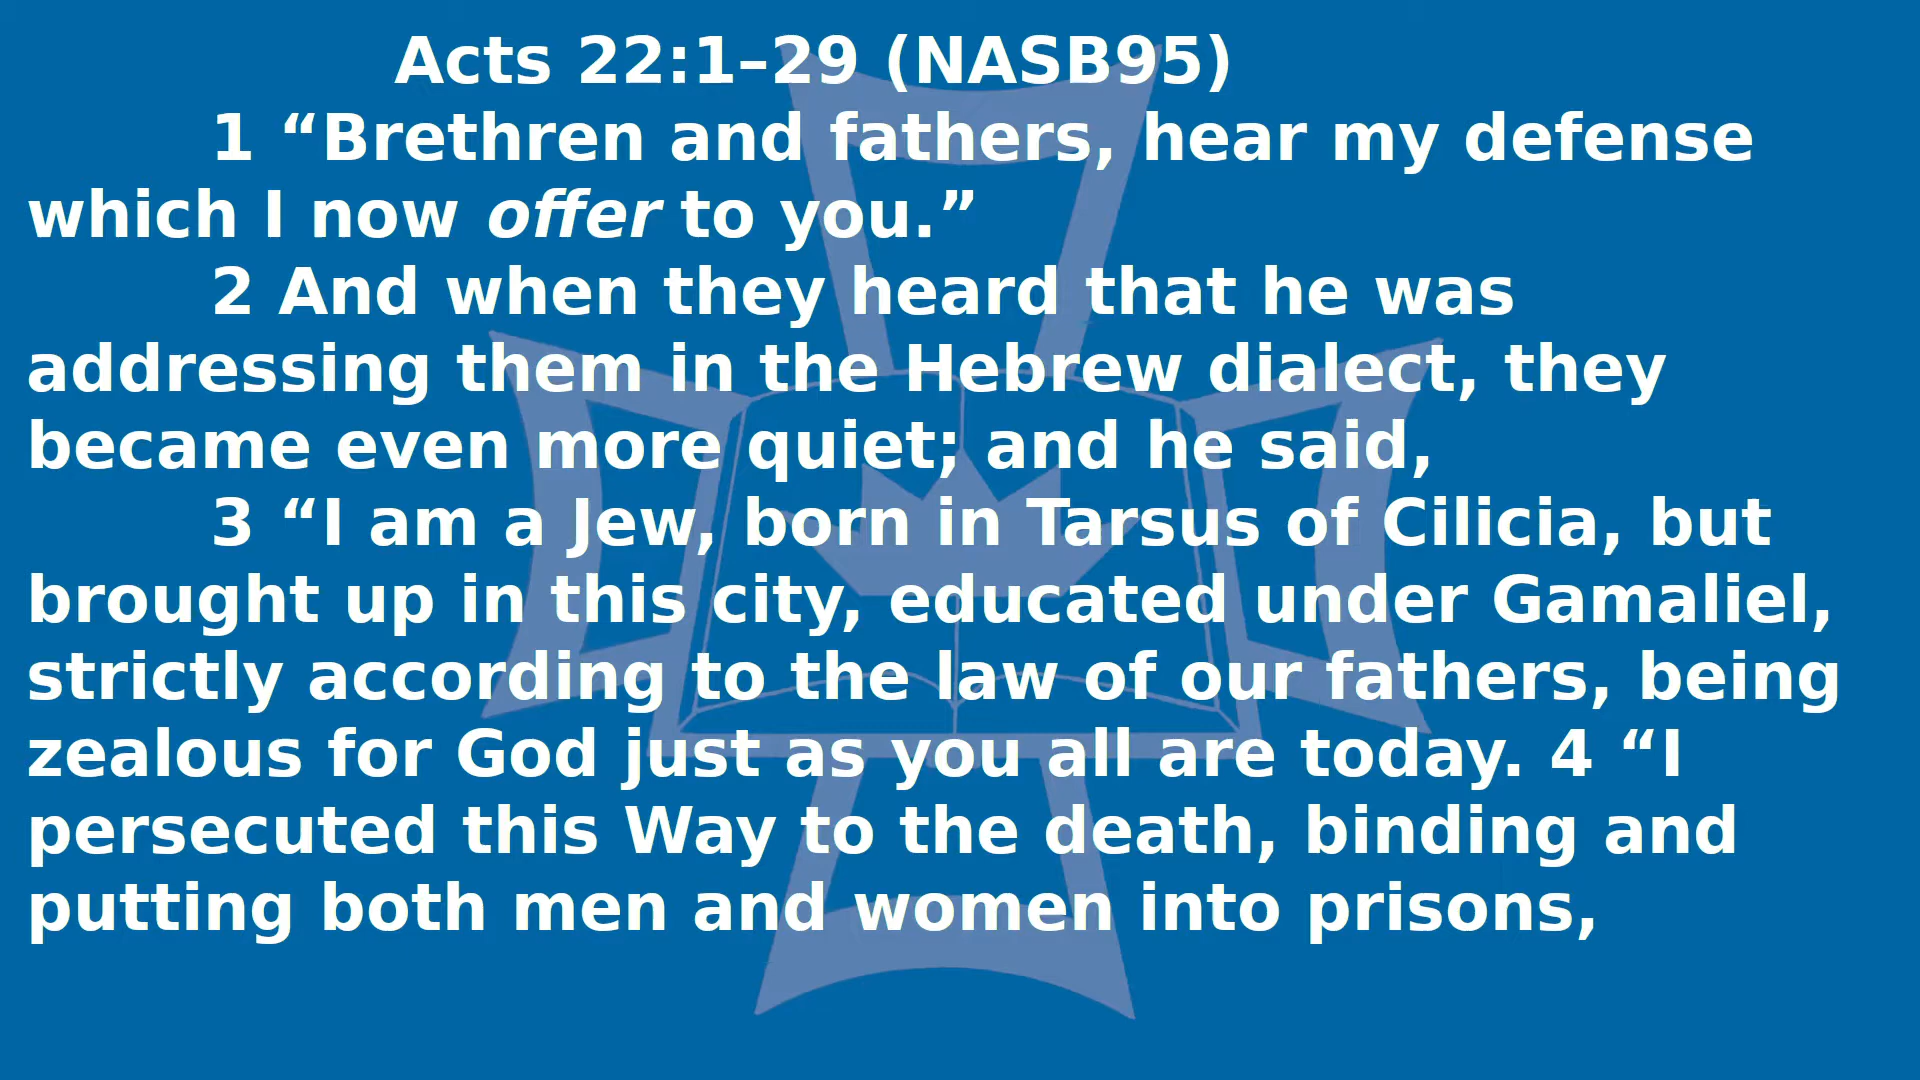 Acts 22:1–29 (NASB95)
1 “Brethren and fathers, hear my defense
which I now offer to you.”
2 And when they heard that he was
addressing them in the Hebrew dialect, they
became even more quiet; and he said,
3 “I am a Jew, born in Tarsus of Cilicia, but
brought up in this city, educated under Gamaliel,
strictly according to the law of our fathers, being
zealous for God just as you all are today. 4 “I
persecuted this Way to the death, binding and
putting both men and women into prisons,